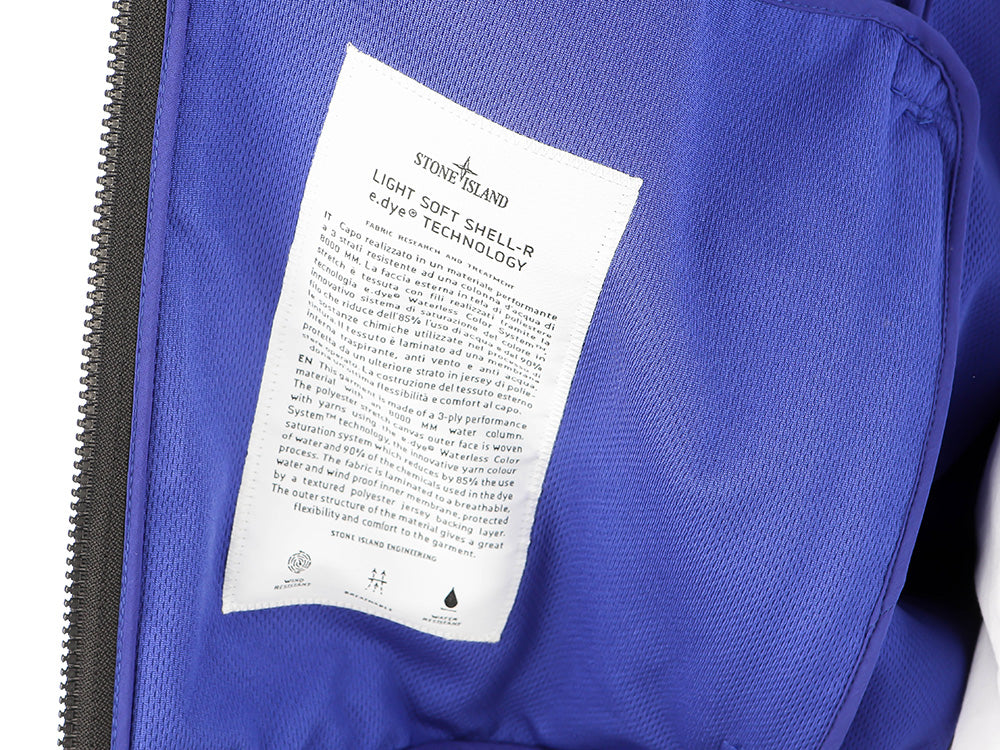 STONE ISLAND
LIGHT SOFT SHELL-R
e.dye® TECHNOLOGY
FABRIC RESEARCH AND TREATMENT
IT Capo realizzato in un materiale performante
a 3 strati resistente ad una colonna d'acqua di
8000 MM. La faccia esterna in tela di poliestere
stretch è tessuta con fili realizzati tramite la
tecnologia e.dye® Waterless Color System™
innovativo sistema di saturazione del colore in
filo che riduce dell'85% l'uso di acqua e del 90%
le sostanze chimiche utilizzate nel processo di
tintura. Il tessuto è laminato ad una membrana
interna traspirante, anti vento e anti acqua,
protetta da un ulteriore strato in jersey di polie-
stere operato. La costruzione del tessuto esterno
dona ottima flessibilità e comfort al capo.
EN This garment is made of a 3-ply performance
material with an 8000 MM water column.
The polyester stretch canvas outer face is woven
with yarns using the e.dye® Waterless Color
System™ technology, the innovative yarn colour
saturation system which reduces by 85% the use
of water and 90% of the chemicals used in the dye
process. The fabric is laminated to a breathable,
water and wind proof inner membrane, protected
by a textured polyester jersey backing layer.
The outer structure of the material gives a great
flexibility and comfort to the garment.
STONE ISLAND ENGINEERING
WIND
RESISTANT
BREATHABLE
WATER
RESISTANT